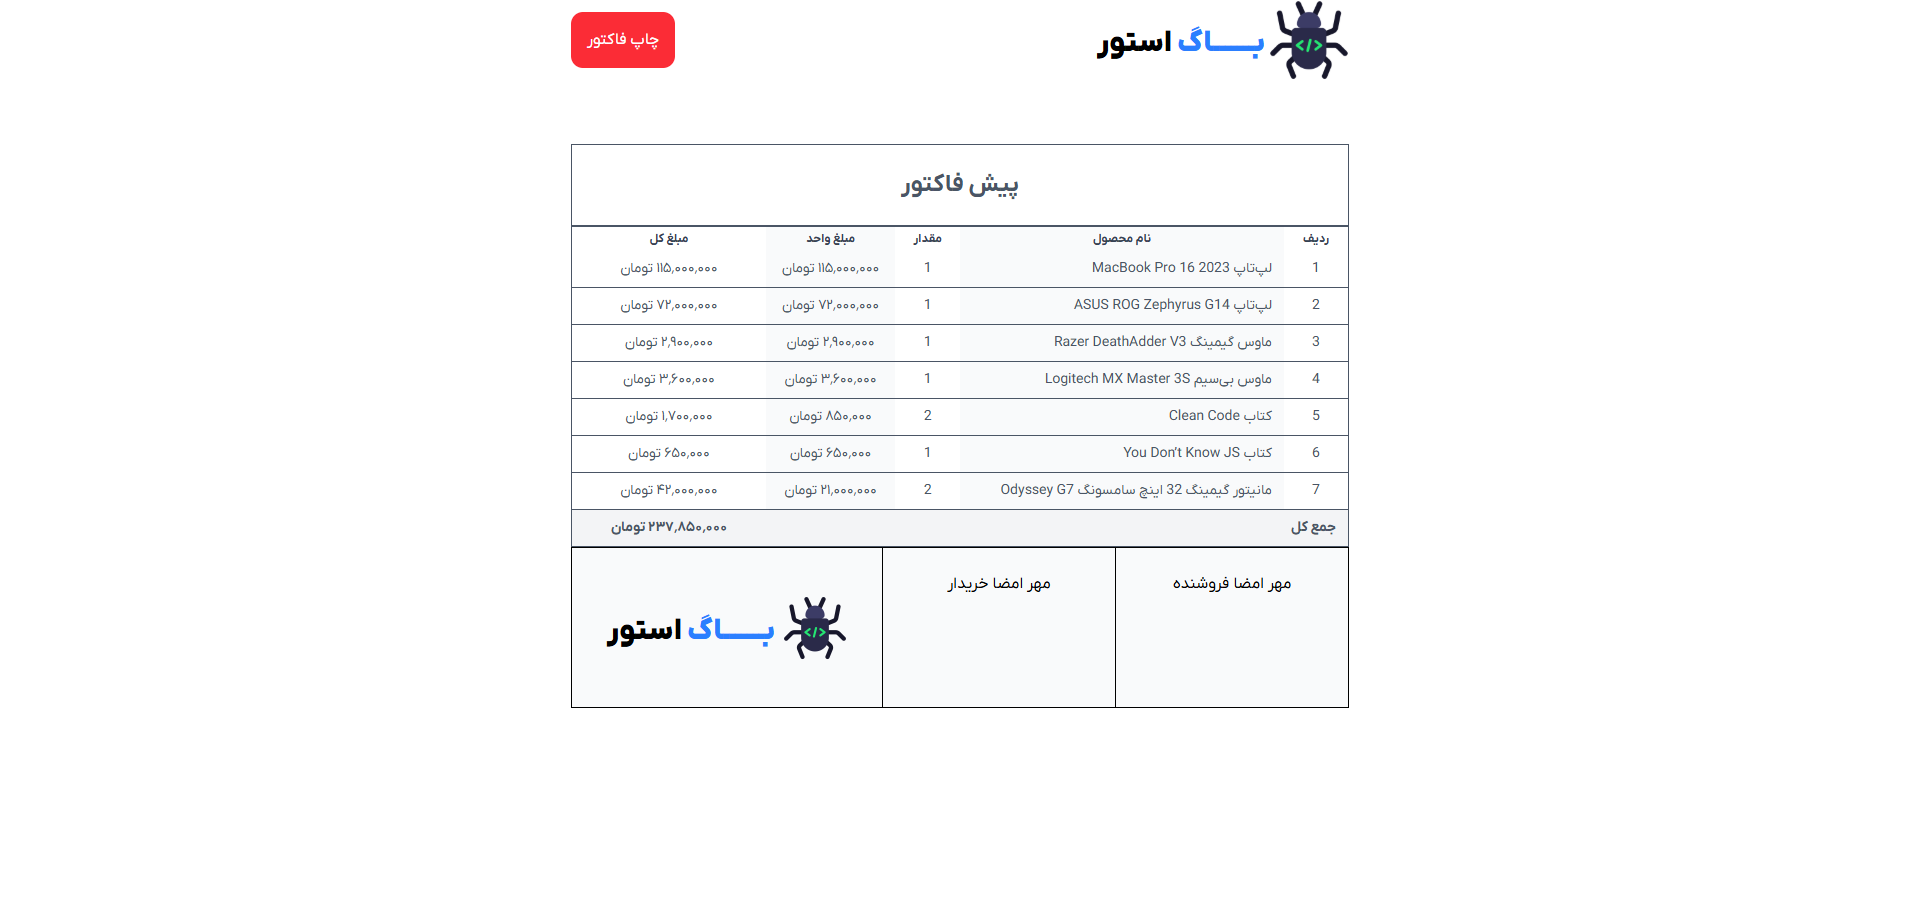 بـــاگ استور
چاپ فاکتور
پیش فاکتور
ردیف نام محصول مقدار مبلغ واحد مبلغ کل
1 لپ‌تاپ MacBook Pro 16 2023 1 ۱۱۵,۰۰۰,۰۰۰ تومان ۱۱۵,۰۰۰,۰۰۰ تومان
2 لپ‌تاپ ASUS ROG Zephyrus G14 1 ۷۲,۰۰۰,۰۰۰ تومان ۷۲,۰۰۰,۰۰۰ تومان
3 ماوس گیمینگ Razer DeathAdder V3 1 ۲,۹۰۰,۰۰۰ تومان ۲,۹۰۰,۰۰۰ تومان
4 ماوس بی‌سیم Logitech MX Master 3S 1 ۳,۶۰۰,۰۰۰ تومان ۳,۶۰۰,۰۰۰ تومان
5 کتاب Clean Code 2 ۸۵۰,۰۰۰ تومان ۱,۷۰۰,۰۰۰ تومان
6 کتاب You Don't Know JS 1 ۶۵۰,۰۰۰ تومان ۶۵۰,۰۰۰ تومان
7 مانیتور گیمینگ 32 اینچ سامسونگ Odyssey G7 2 ۲۱,۰۰۰,۰۰۰ تومان ۴۲,۰۰۰,۰۰۰ تومان
جمع کل ۲۳۷,۸۵۰,۰۰۰ تومان
مهر امضا فروشنده
مهر امضا خریدار
</> بـــاگ استور